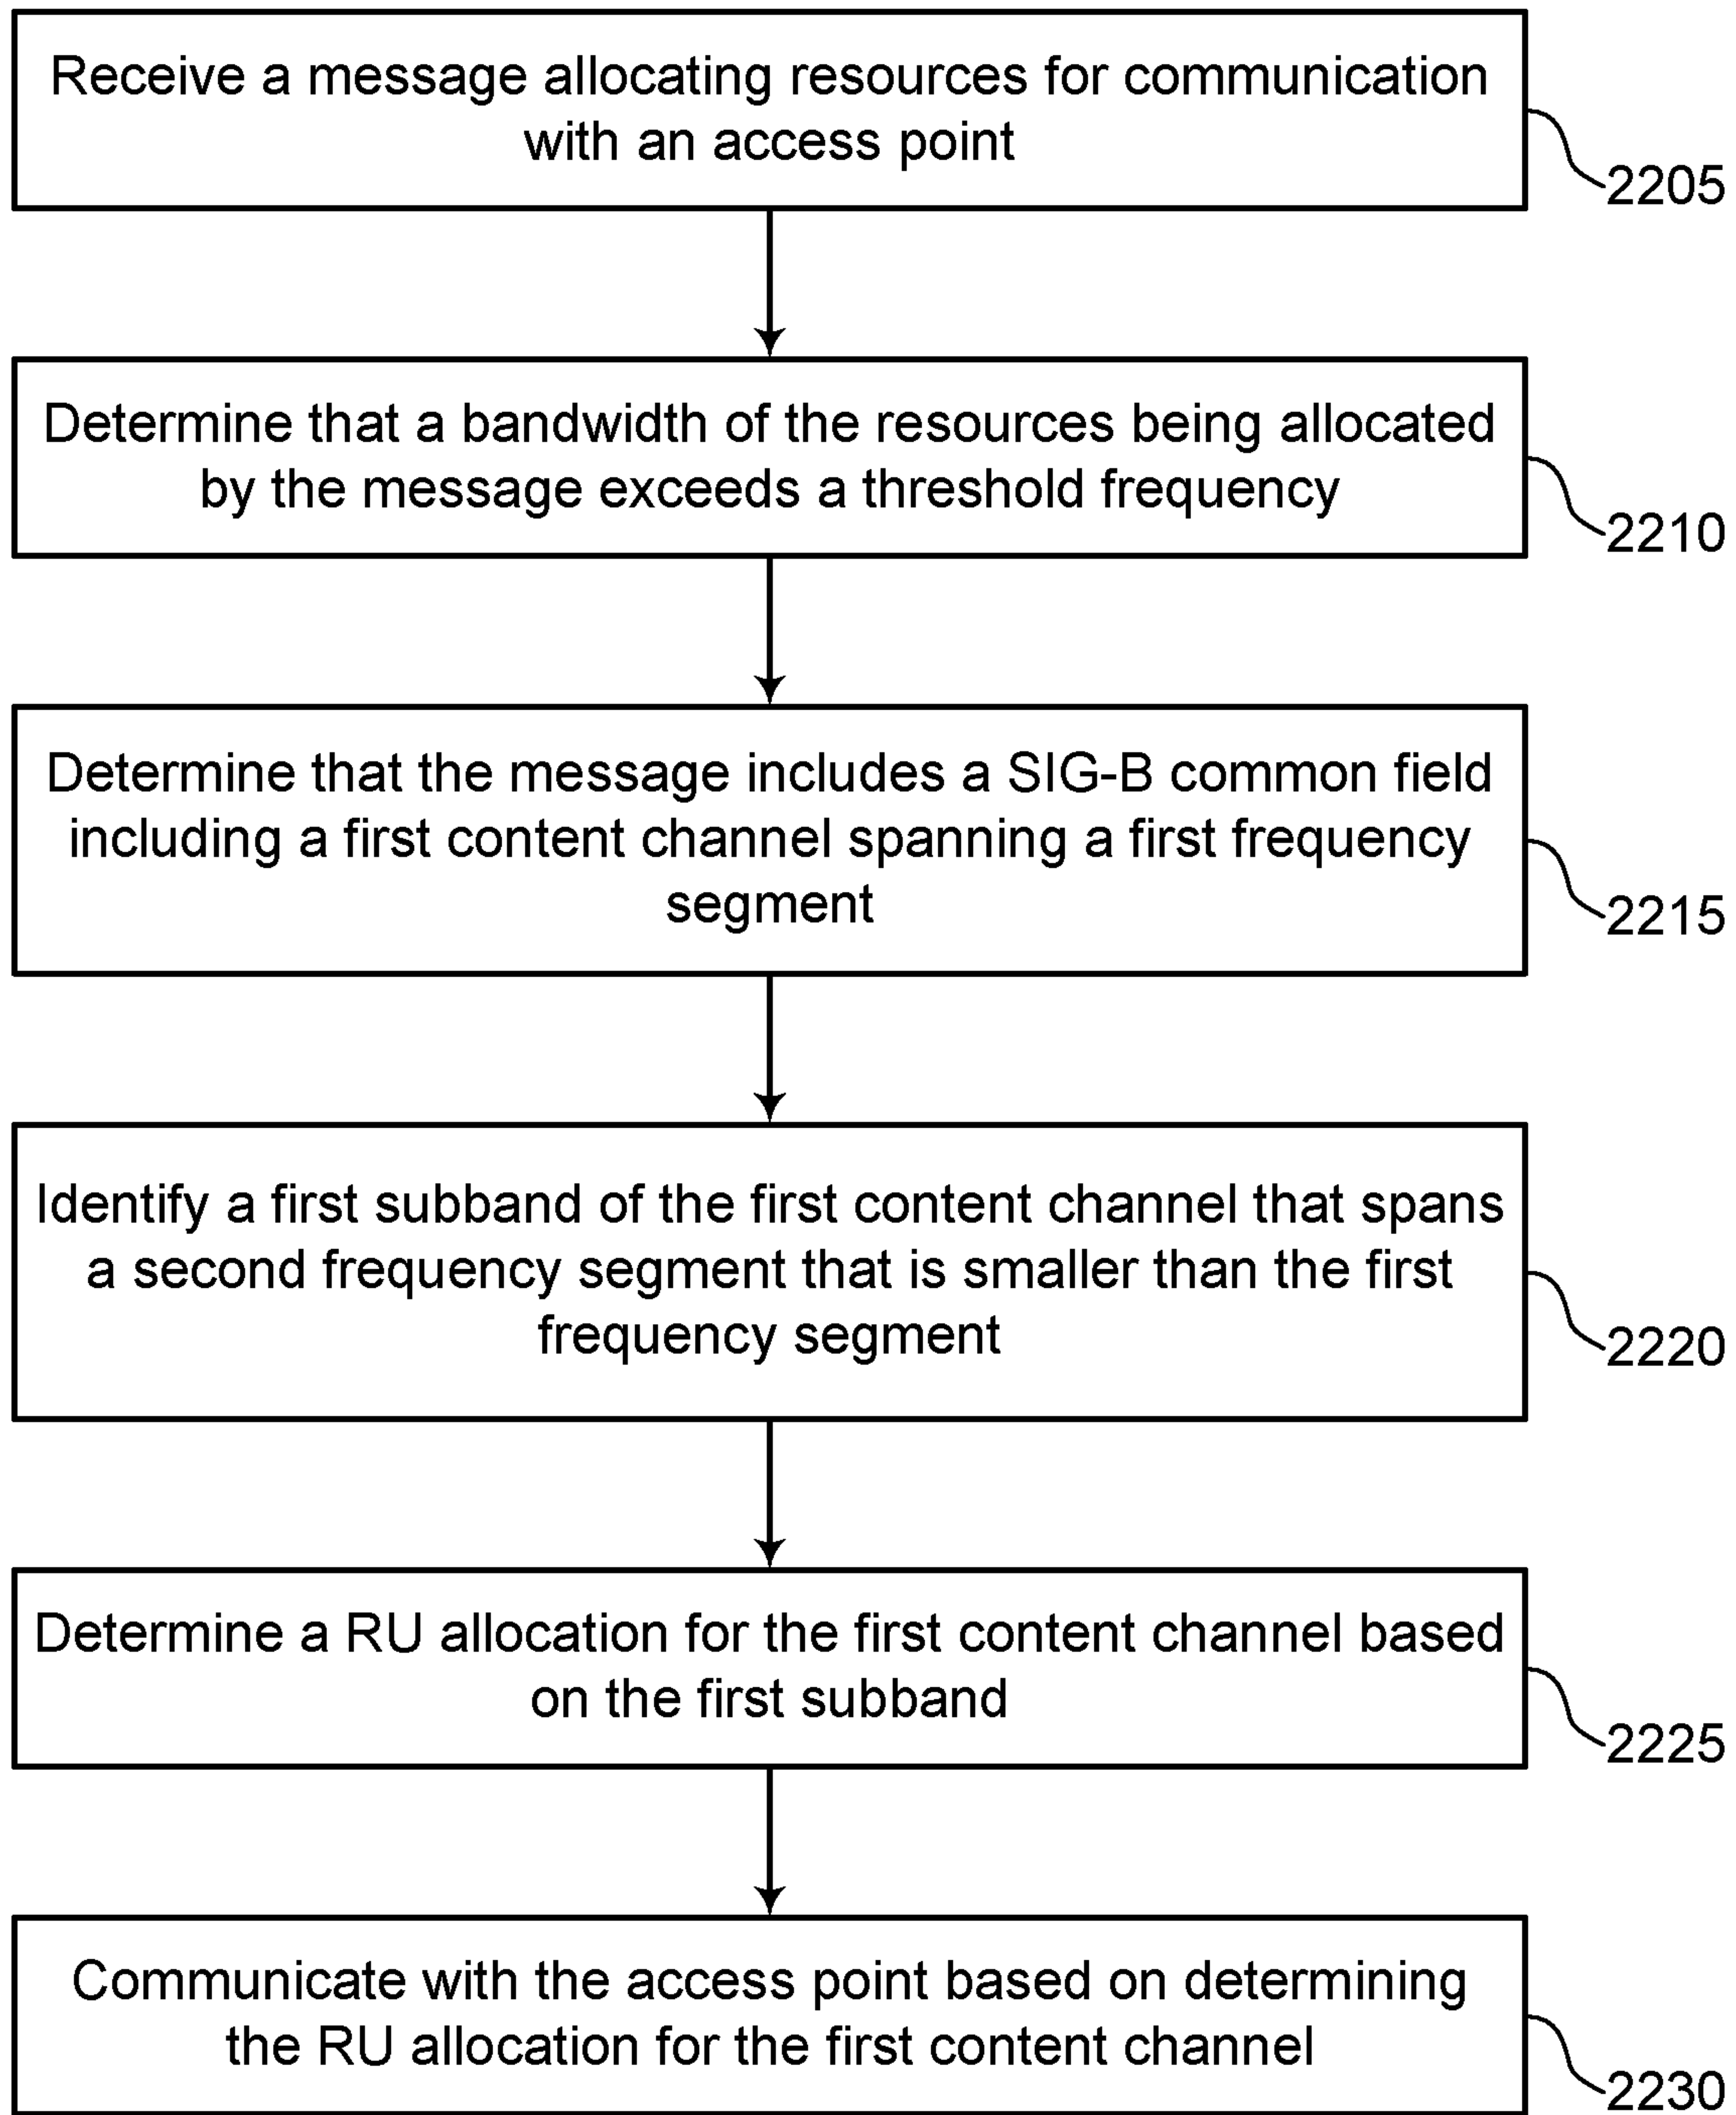 Receive a message allocating resources for communication
with an access point
2205
Determine that a bandwidth of the resources being allocated
by the message exceeds a threshold frequency
2210
Determine that the message includes a SIG-B common field
including a first content channel spanning a first frequency
segment
2215
Identify a first subband of the first content channel that spans
a second frequency segment that is smaller than the first
frequency segment
2220
Determine a RU allocation for the first content channel based
on the first subband
2225
Communicate with the access point based on determining
the RU allocation for the first content channel
2230